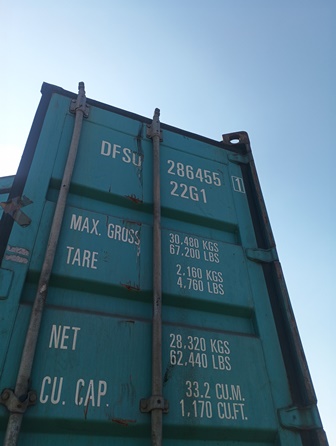 DFSU 286455 1
22G1
MAX. GROSS 30.480 KGS
67.200 LBS
TARE 2.160 KGS
4.760 LBS
NET 28,320 KGS
62.440 LBS
CU. CAP. 33.2 CU.M.
1.170 CU.FT.